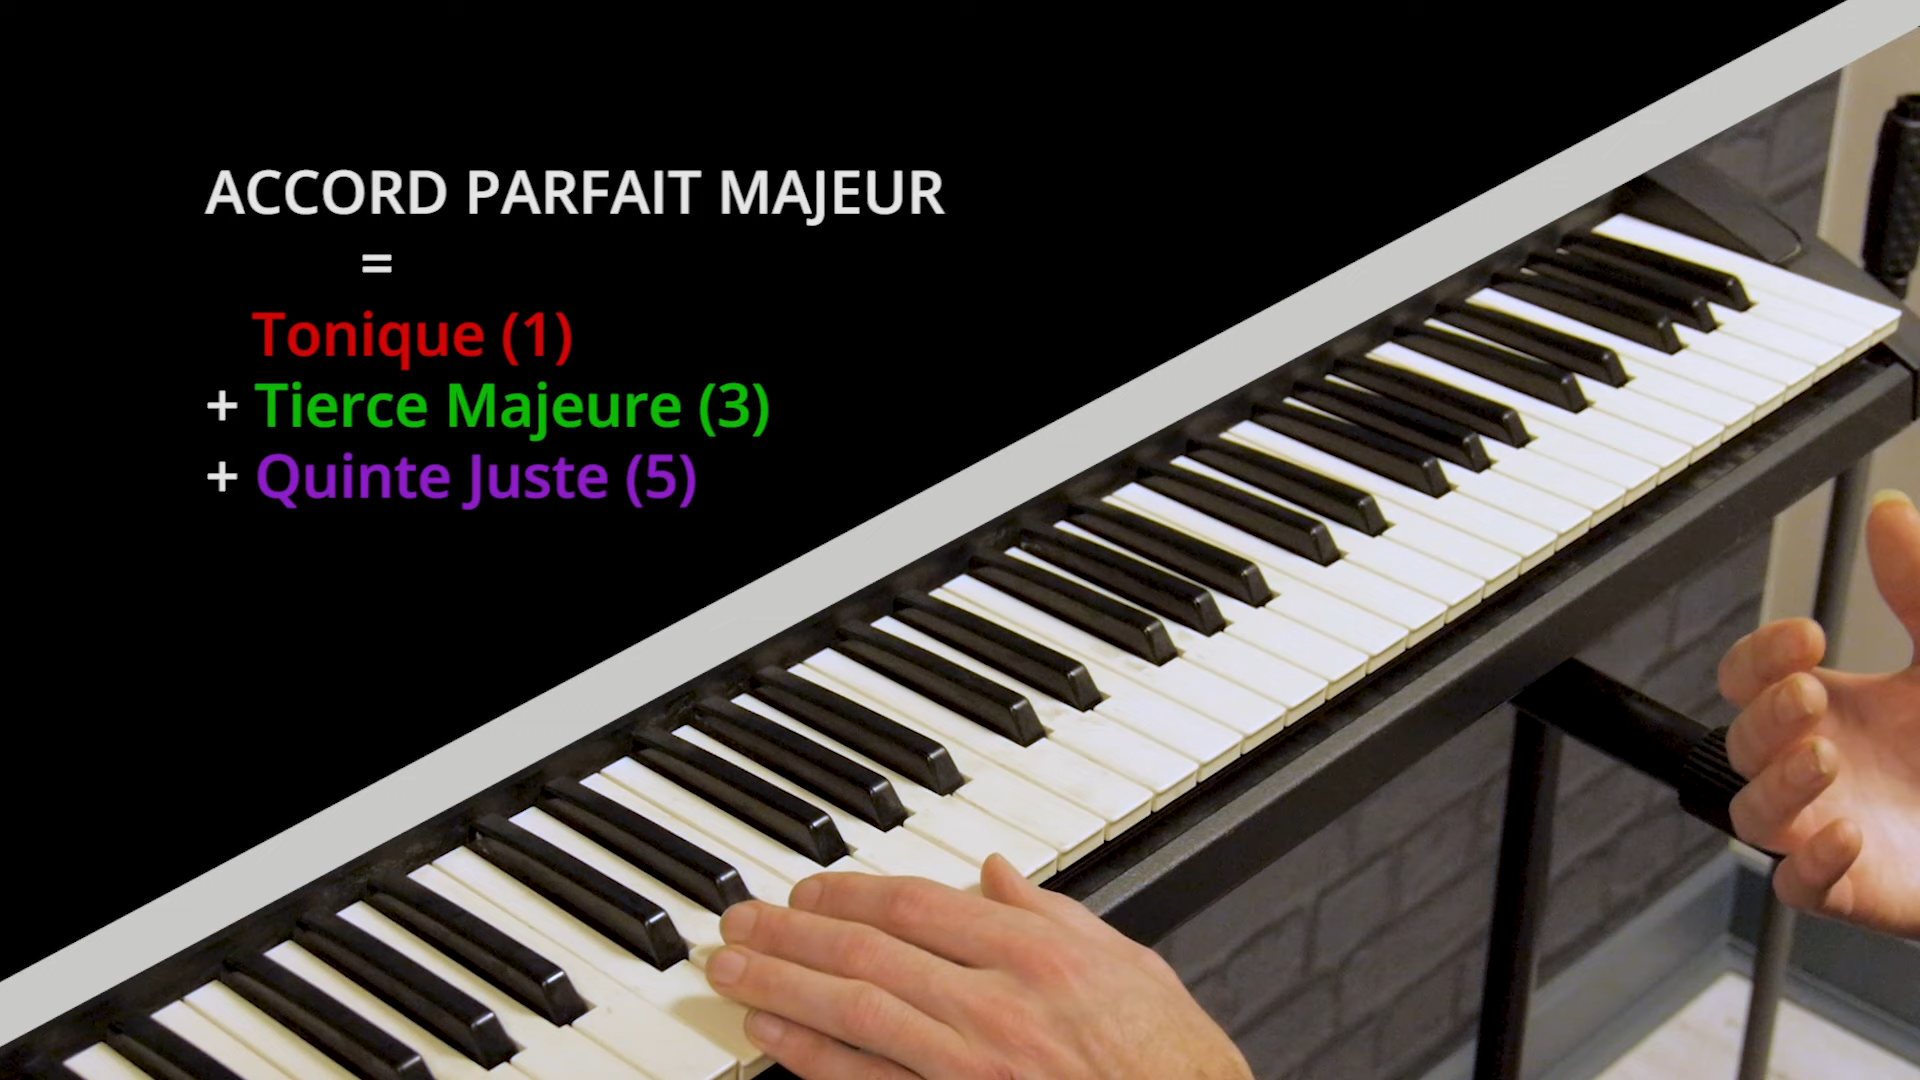 ACCORD PARFAIT MAJEUR
=
Tonique (1)
+ Tierce Majeure (3)
+ Quinte Juste (5)